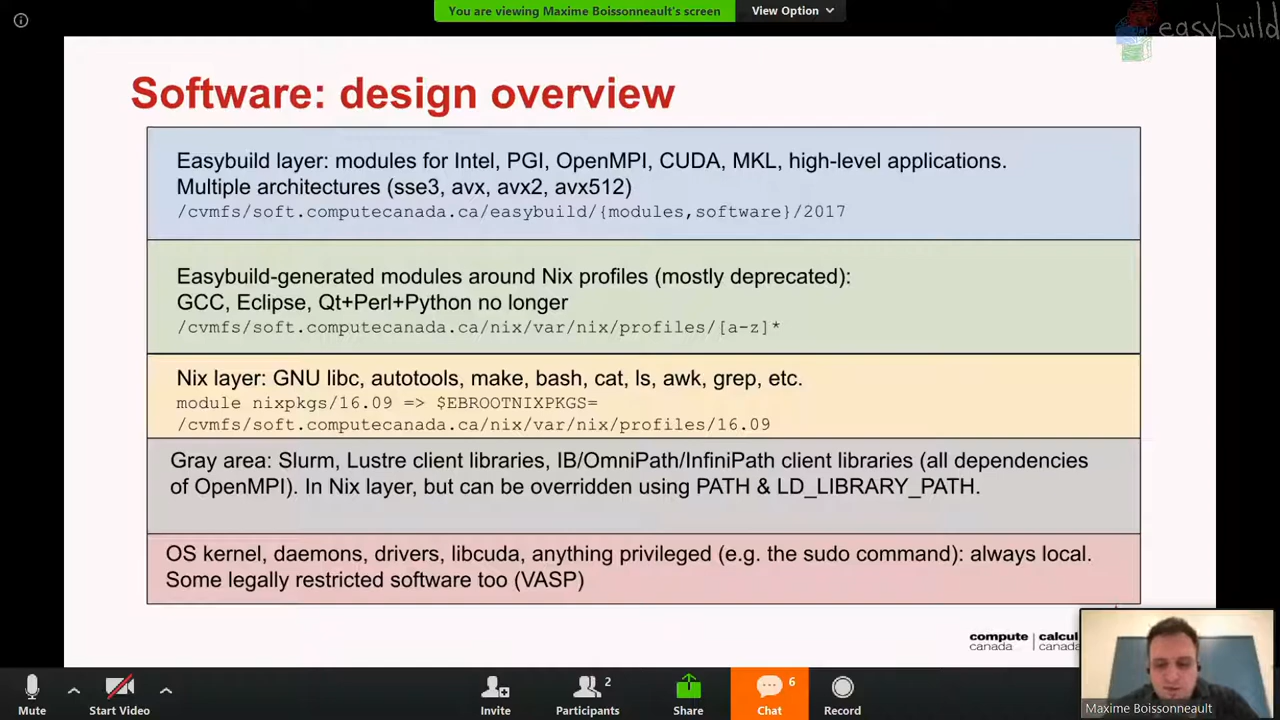 You are viewing Maxime Boissonneault's screen
View Option
easybuild
Software: design overview
Easybuild layer: modules for Intel, PGI, OpenMPI, CUDA, MKL, high-level applications.
Multiple architectures (sse3, avx, avx2, avx512)
/cvmfs/soft.computecanada.ca/easybuild/{modules,software}/2017
Easybuild-generated modules around Nix profiles (mostly deprecated):
GCC, Eclipse, Qt+Perl+Python no longer
/cvmfs/soft.computecanada.ca/nix/var/nix/profiles/[a-z]*
Nix layer: GNU libc, autotools, make, bash, cat, ls, awk, grep, etc.
module nixpkgs/16.09 => $EBROOTNIXPKGS=
/cvmfs/soft.computecanada.ca/nix/var/nix/profiles/16.09
Gray area: Slurm, Lustre client libraries, IB/OmniPath/InfiniPath client libraries (all dependencies
of OpenMPI). In Nix layer, but can be overridden using PATH & LD_LIBRARY_PATH.
OS kernel, daemons, drivers, libcuda, anything privileged (e.g. the sudo command): always local.
Some legally restricted software too (VASP)
compute | calcul
canada | canada
Maxime Boissonneault
Mute
Start Video
Invite
2
Participants
Share
6
Chat
Record